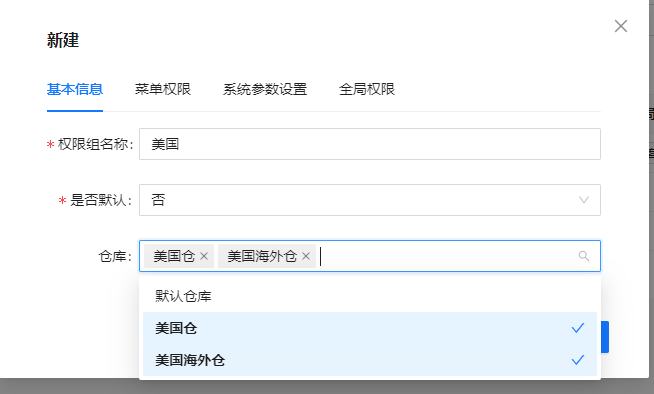 新建
基本信息 菜单权限 系统参数设置 全局权限
* 权限组名称: 美国
* 是否默认: 否
仓库: 美国仓 美国海外仓
默认仓库
美国仓
美国海外仓